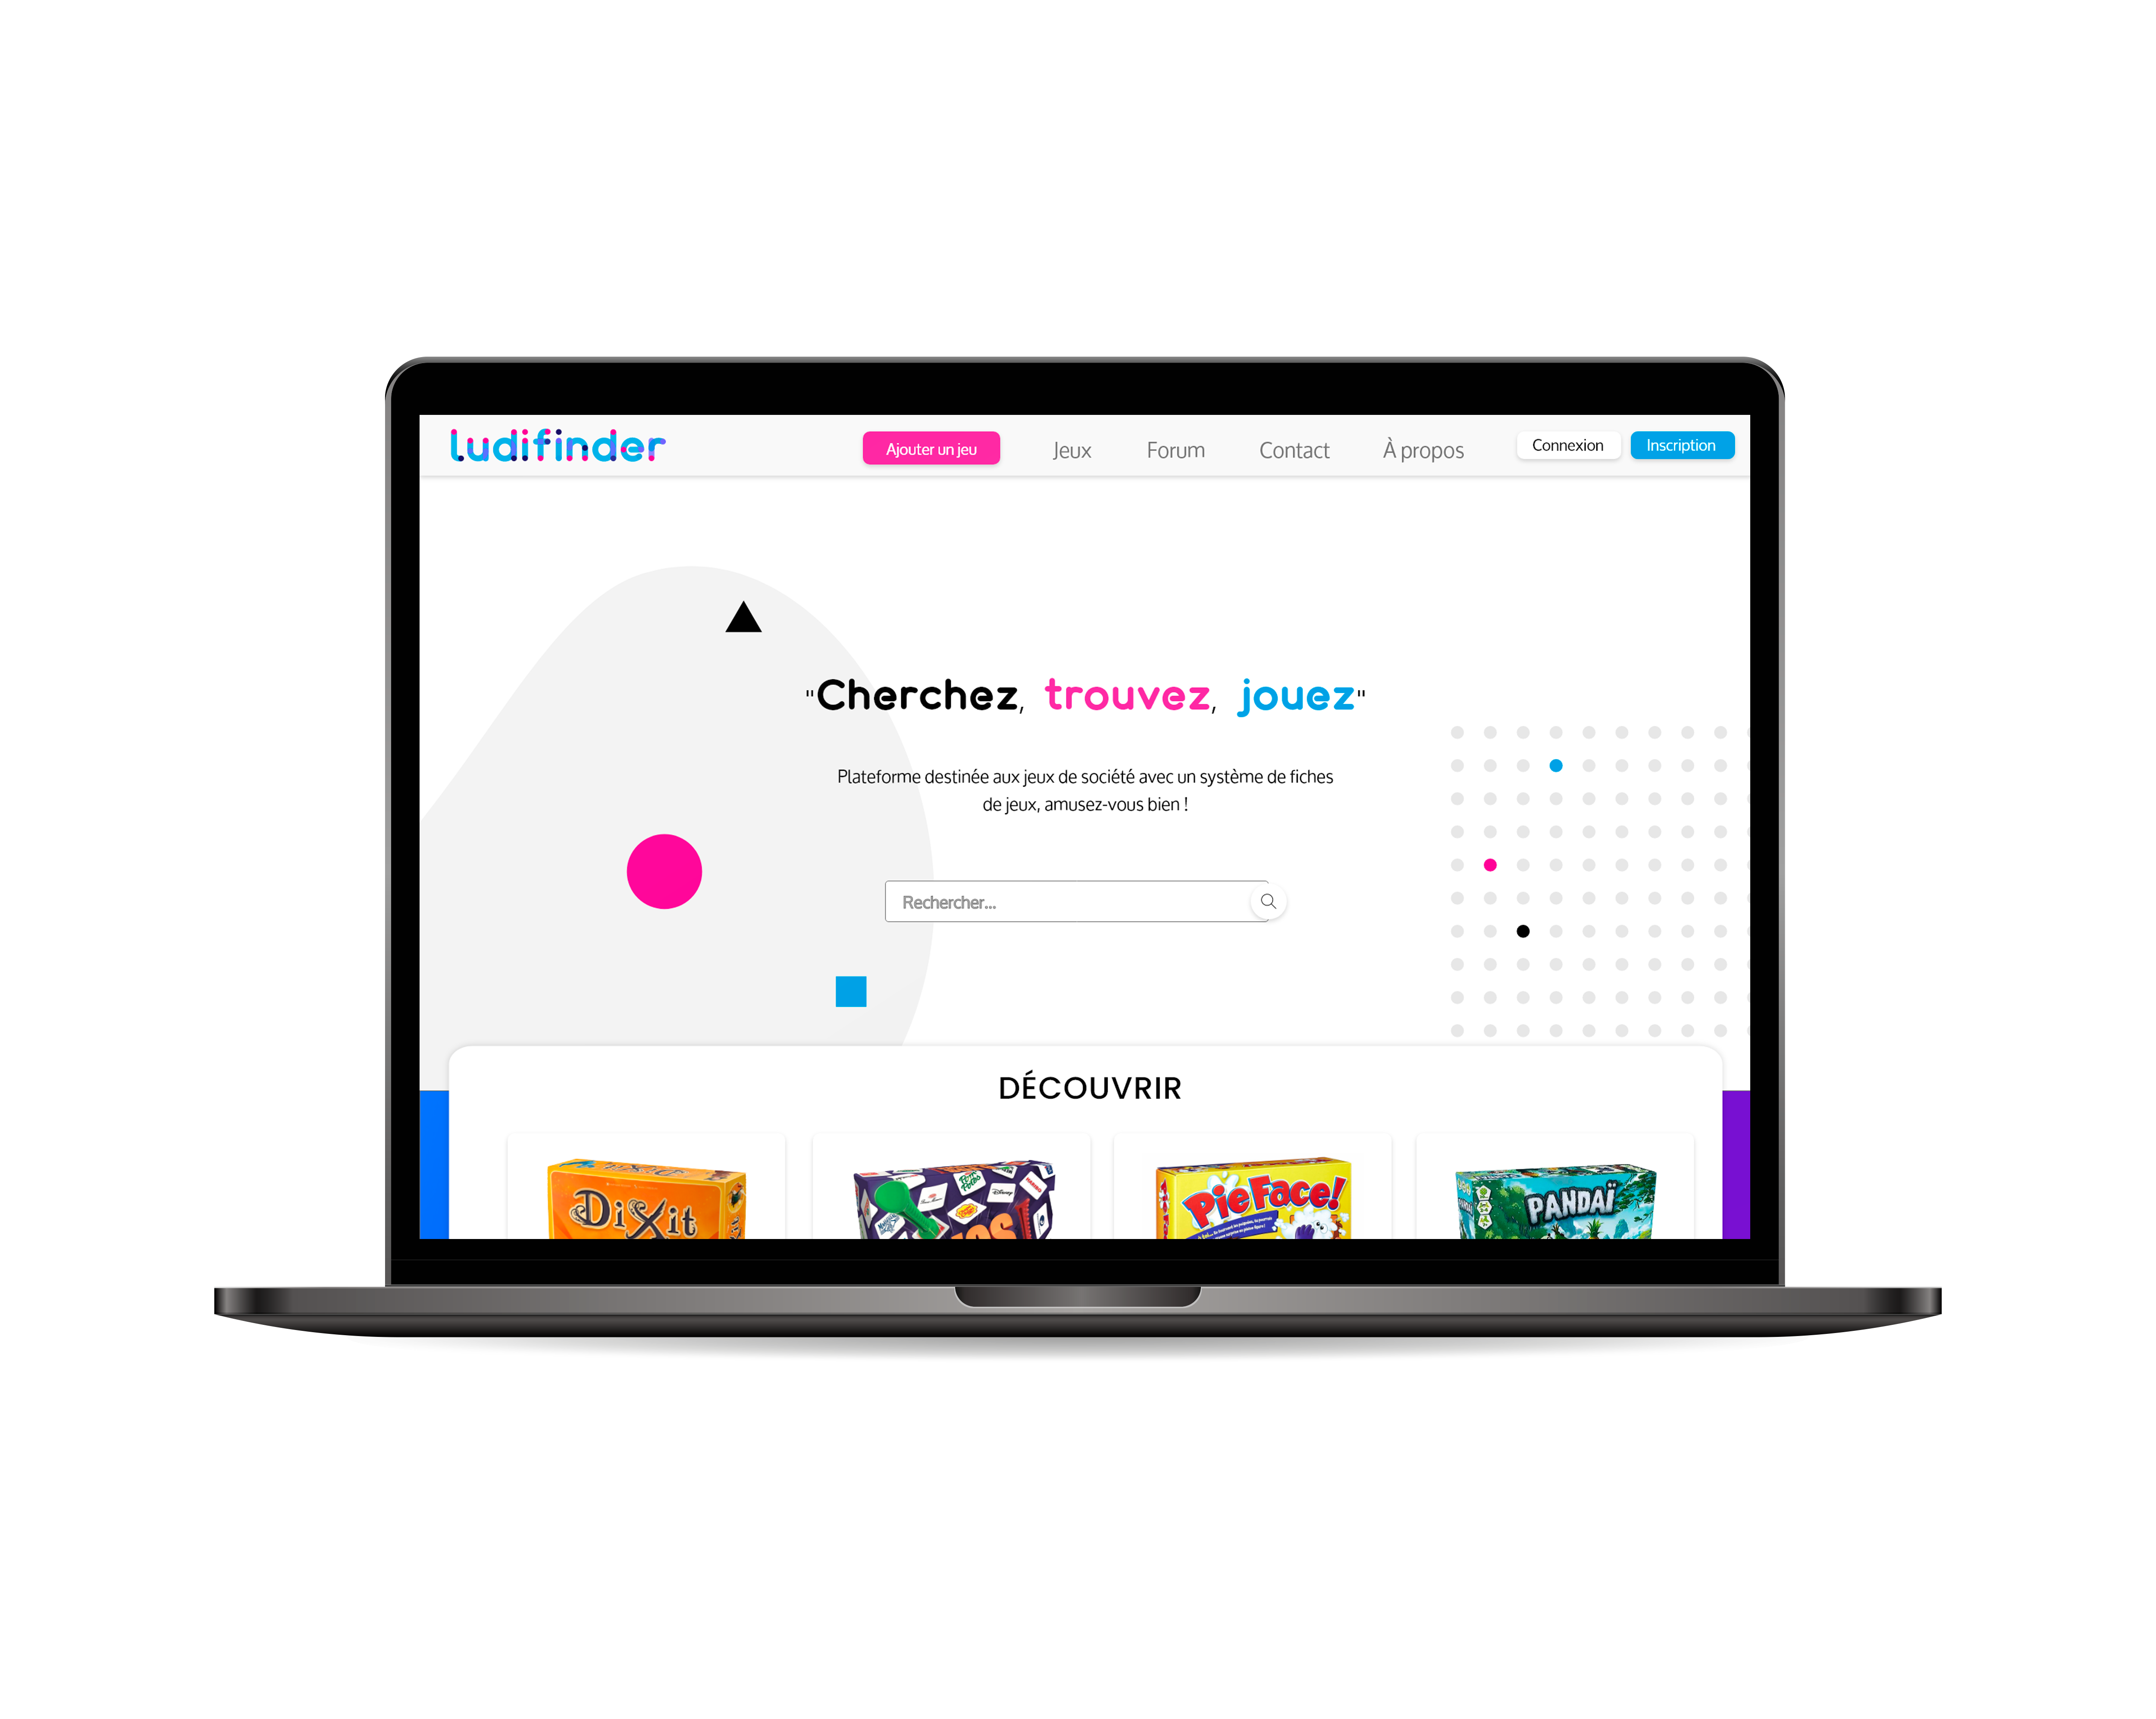 ludifinder
Ajouter un jeu
Jeux
Forum
Contact
À propos
Connexion
Inscription
"Cherchez, trouvez, jouez"
Plateforme destinée aux jeux de société avec un système de fiches
de jeux, amusez-vous bien !
Rechercher...
DÉCOUVRIR
DiXit
Disney
PieFace!
PANDAÏ